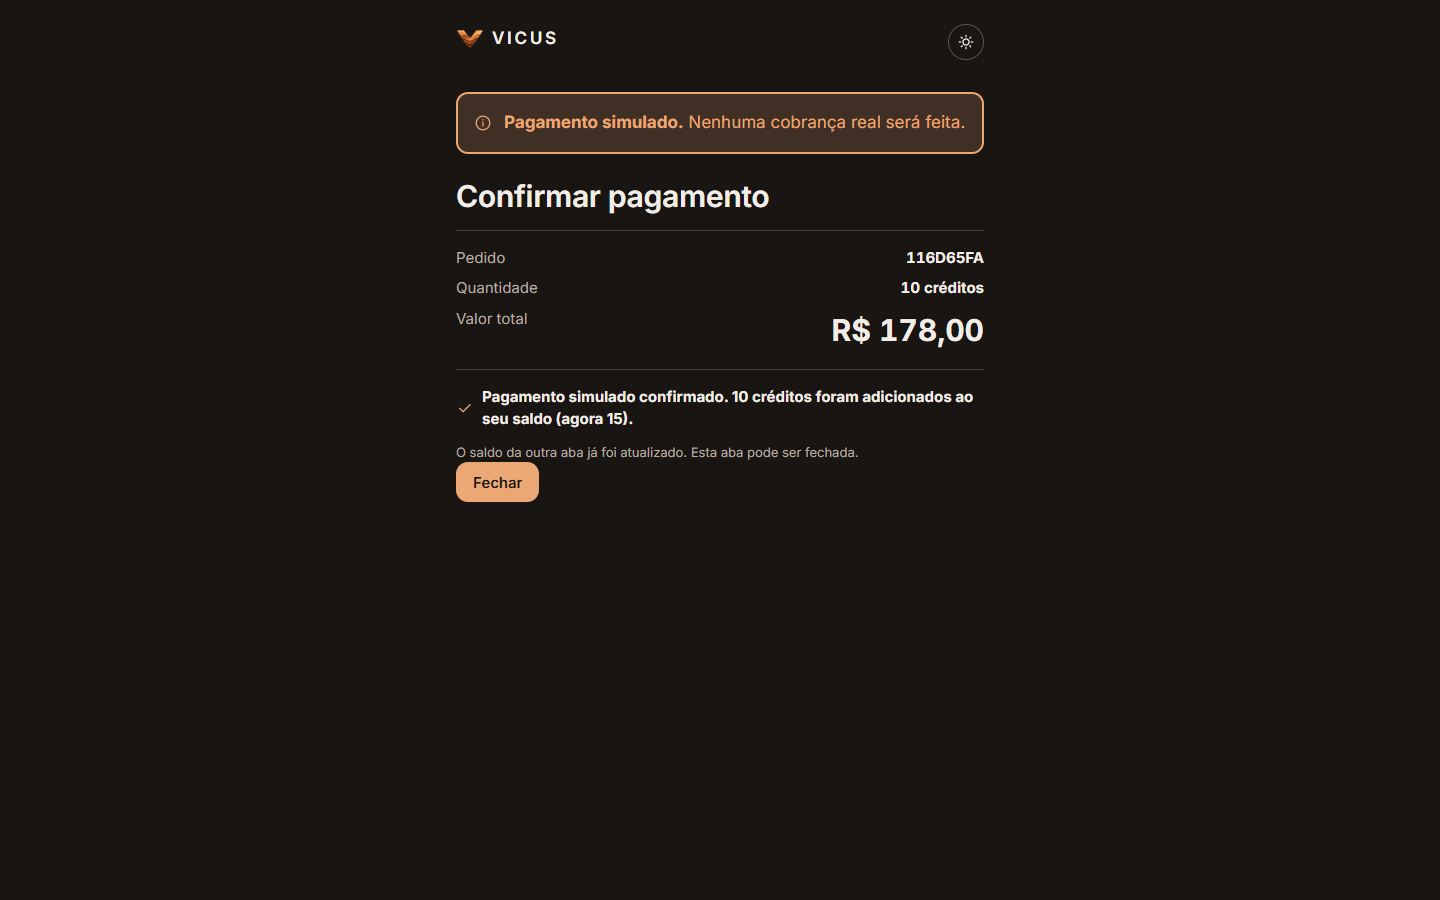 VICUS
Pagamento simulado. Nenhuma cobrança real será feita.
Confirmar pagamento
Pedido 116D65FA
Quantidade 10 créditos
Valor total R$ 178,00
Pagamento simulado confirmado. 10 créditos foram adicionados ao
seu saldo (agora 15).
O saldo da outra aba já foi atualizado. Esta aba pode ser fechada.
Fechar